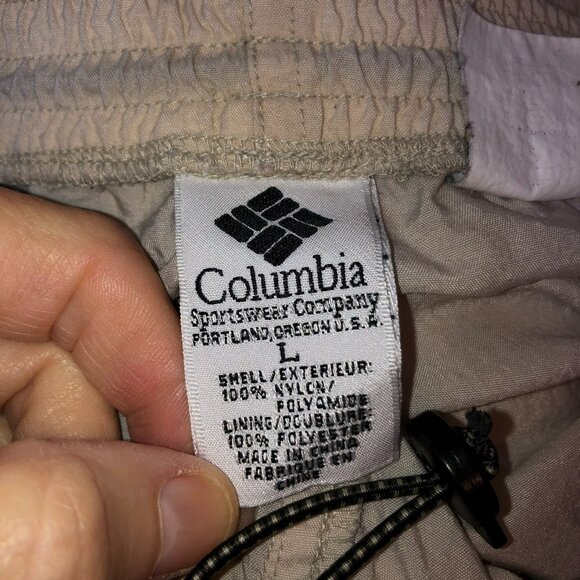 Columbia
Sportswear Company
PORTLAND, OREGON U.S.A.
L
SHELL/EXTERIEUR:
100% NYLON/
POLYAMIDE
LINING/DOUBLURE:
100% POLYESTER
MADE IN CHINA
FABRIQUE EN
CHINE